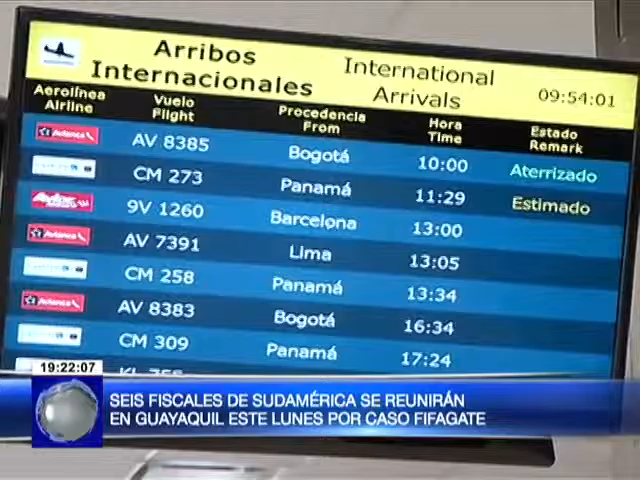 Arribos Internacionales
International Arrivals
09:54:01
Aerolínea Airline
Vuelo Flight
Procedencia From
Hora Time
Estado Remark
Avianca AV 8385 Bogotá 10:00 Aterrizado
CM 273 Panamá 11:29 Estimado
9V 1260 Barcelona 13:00
Avianca AV 7391 Lima 13:05
CM 258 Panamá 13:34
Avianca AV 8383 Bogotá 16:34
CM 309 Panamá 17:24
19:22:07
SEIS FISCALES DE SUDAMÉRICA SE REUNIRÁN
EN GUAYAQUIL ESTE LUNES POR CASO FIFAGATE